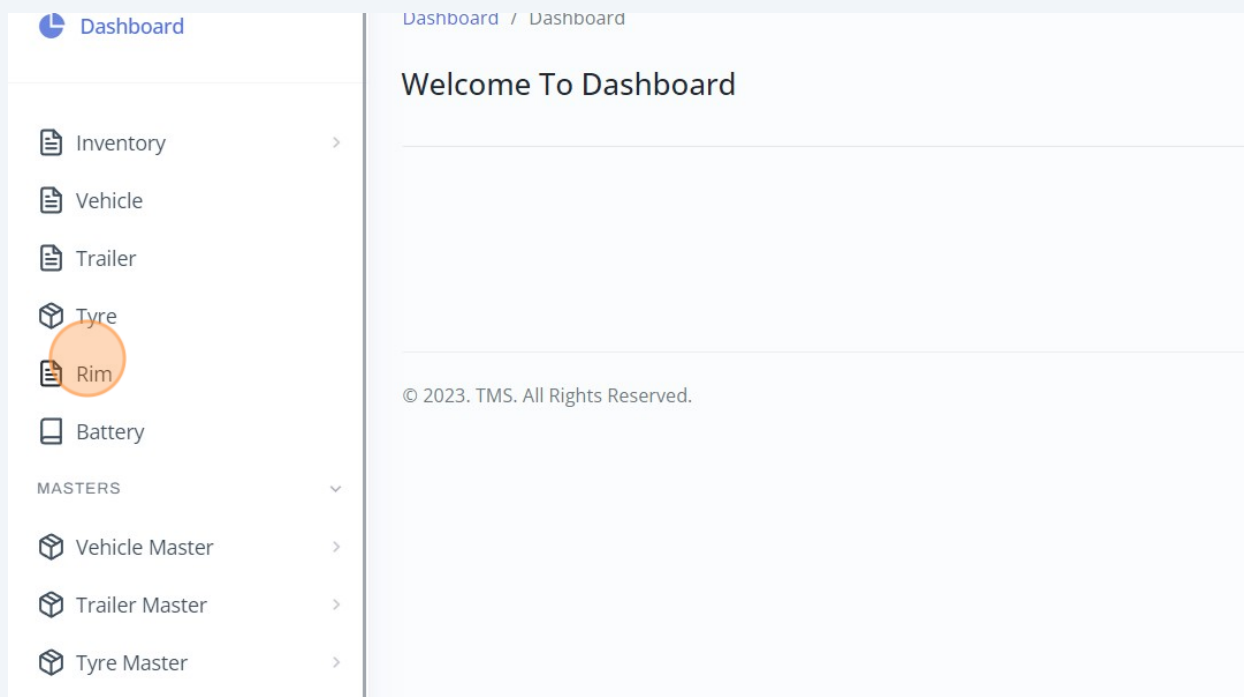 Dashboard
Inventory
Vehicle
Trailer
Tyre
Rim
Battery
MASTERS
Vehicle Master
Trailer Master
Tyre Master
Dashboard / Dashboard
Welcome To Dashboard
© 2023. TMS. All Rights Reserved.